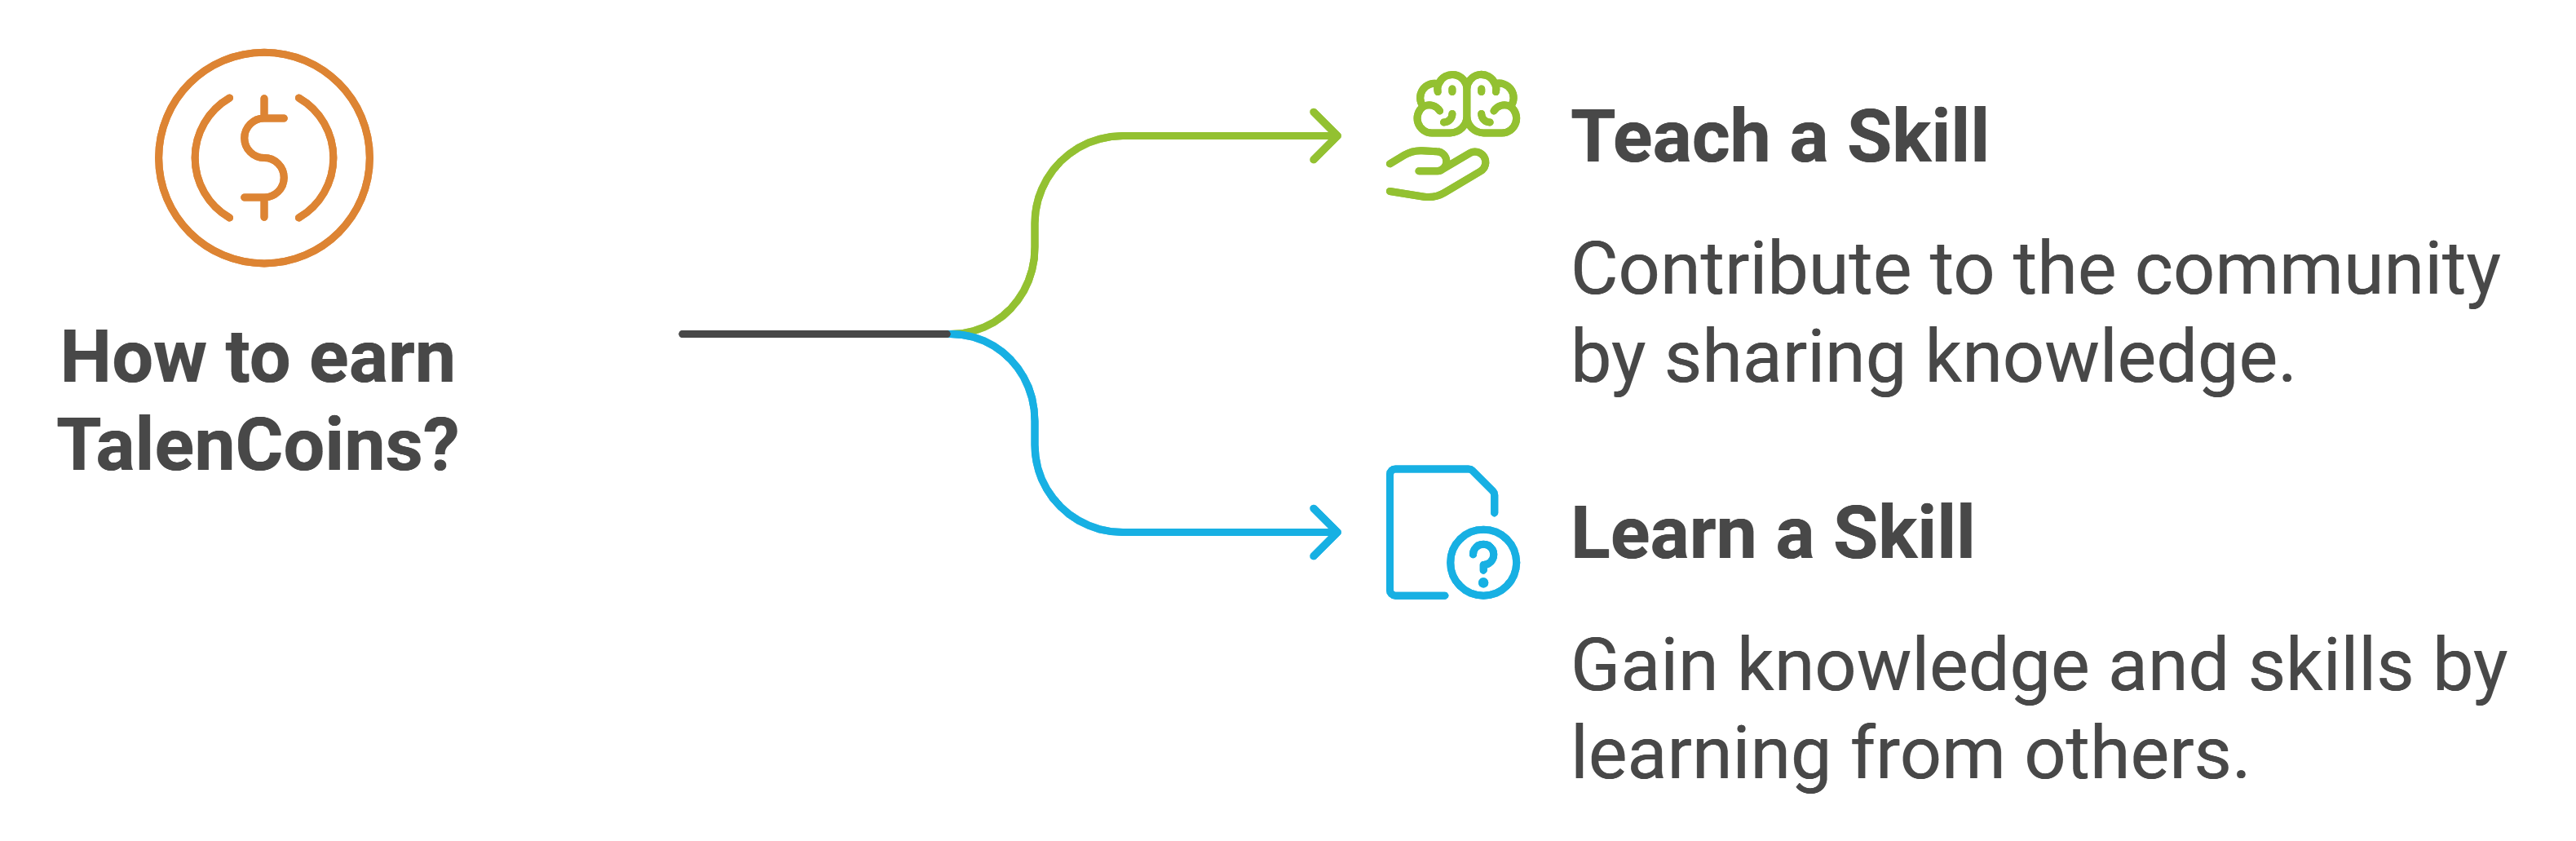 How to earn
TalenCoins?
Teach a Skill
Contribute to the community
by sharing knowledge.
Learn a Skill
Gain knowledge and skills by
learning from others.